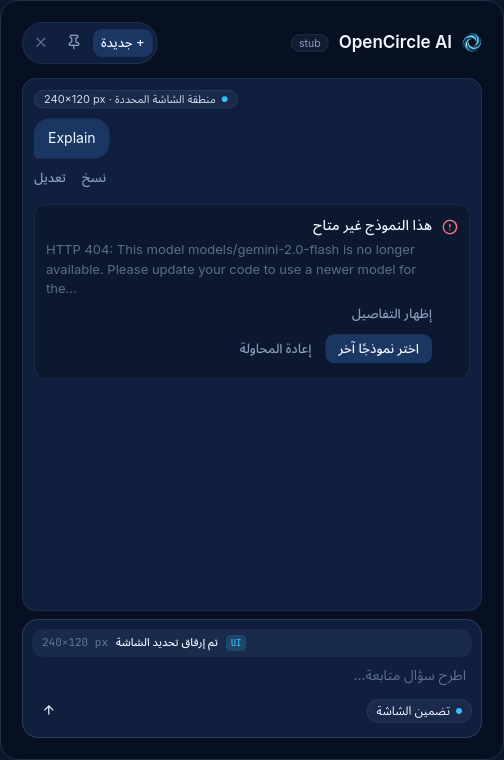 OpenCircle AI
stub
+ جديدة
منطقة الشاشة المحددة · 240×120 px
Explain
نسخ
تعديل
هذا النموذج غير متاح
HTTP 404: This model models/gemini-2.0-flash is no longer
available. Please update your code to use a newer model for
the...
إظهار التفاصيل
اختر نموذجًا آخر
إعادة المحاولة
UI تم إرفاق تحديد الشاشة 240×120 px
اطرح سؤال متابعة...
تضمين الشاشة